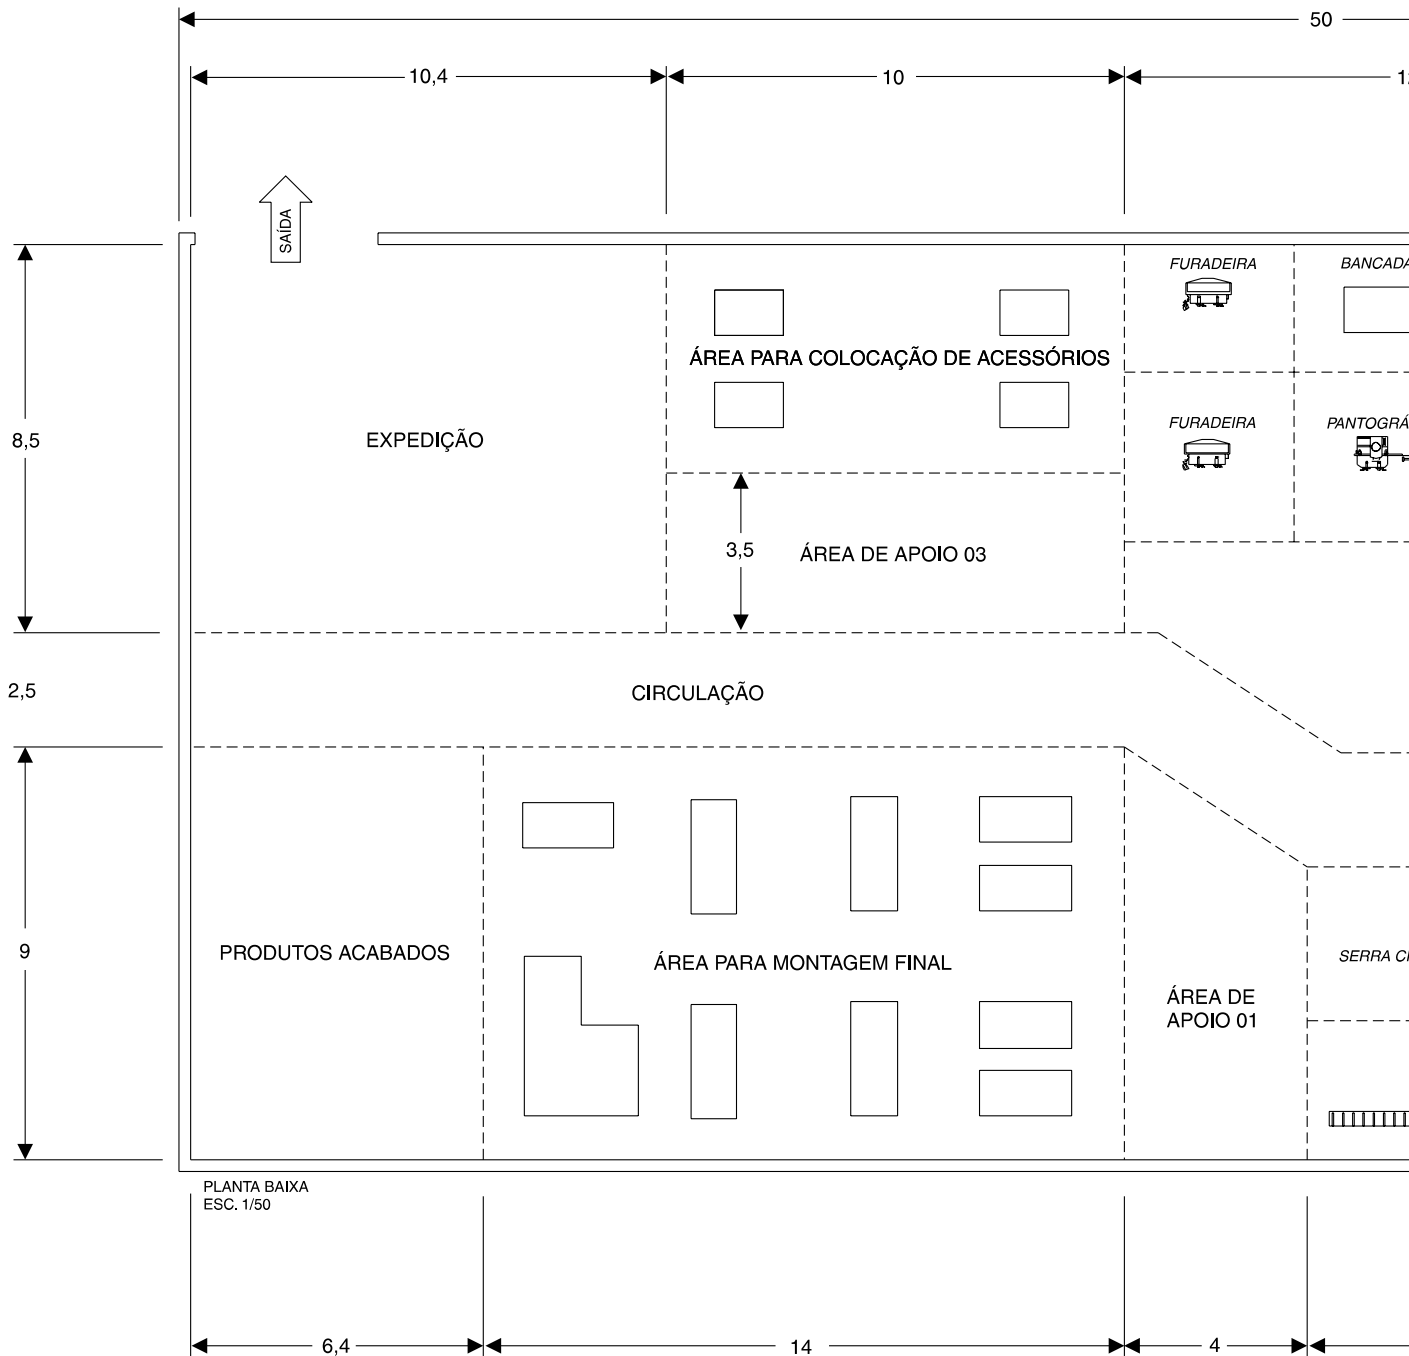 50
10,4
10
SAÍDA
FURADEIRA
BANCADA
ÁREA PARA COLOCAÇÃO DE ACESSÓRIOS
8,5
EXPEDIÇÃO
FURADEIRA
3,5
ÁREA DE APOIO 03
2,5
CIRCULAÇÃO
9
PRODUTOS ACABADOS
ÁREA PARA MONTAGEM FINAL
SERRA
ÁREA DE
APOIO 01
PLANTA BAIXA
ESC. 1/50
6,4
14
4